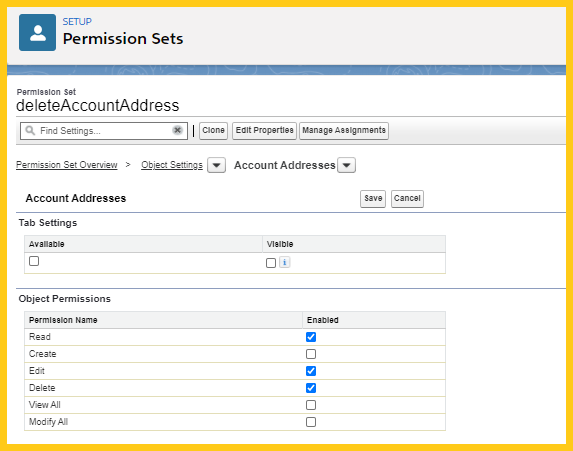 SETUP
Permission Sets
Permission Set
deleteAccountAddress
Find Settings... Clone Edit Properties Manage Assignments
Permission Set Overview > Object Settings Account Addresses
Account Addresses Save Cancel
Tab Settings
Available Visible
i
Object Permissions
Permission Name Enabled
Read
Create
Edit
Delete
View All
Modify All